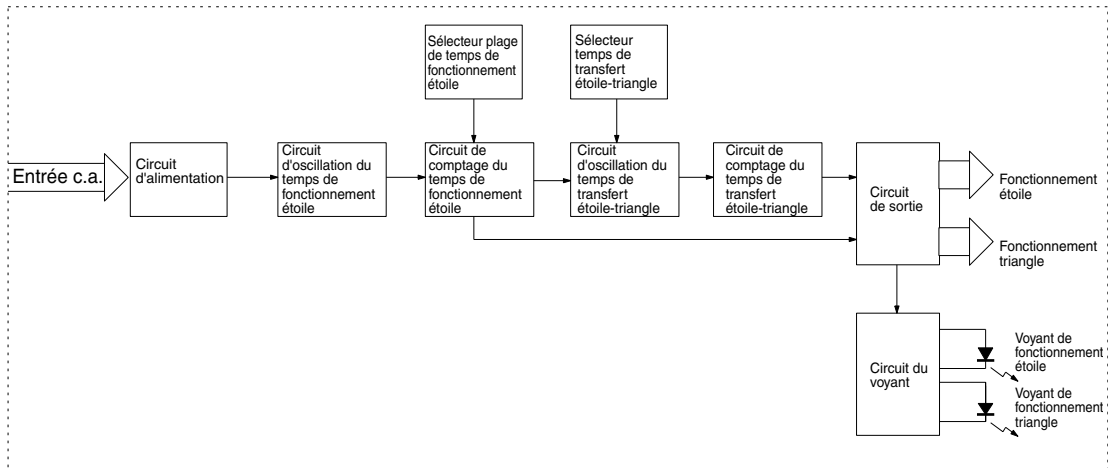 Sélecteur plage
de temps de
fonctionnement
étoile
Sélecteur
temps de
transfert
étoile-triangle
Entrée c.a.
Circuit
d'alimentation
Circuit
d'oscillation du
temps de
fonctionnement
étoile
Circuit de
comptage du
temps de
fonctionnement
étoile
Circuit
d'oscillation du
temps de
transfert
étoile-triangle
Circuit de
comptage du
temps de
transfert
étoile-triangle
Circuit
de sortie
Fonctionnement
étoile
Fonctionnement
triangle
Circuit du
voyant
Voyant de
fonctionnement
étoile
Voyant de
fonctionnement
triangle